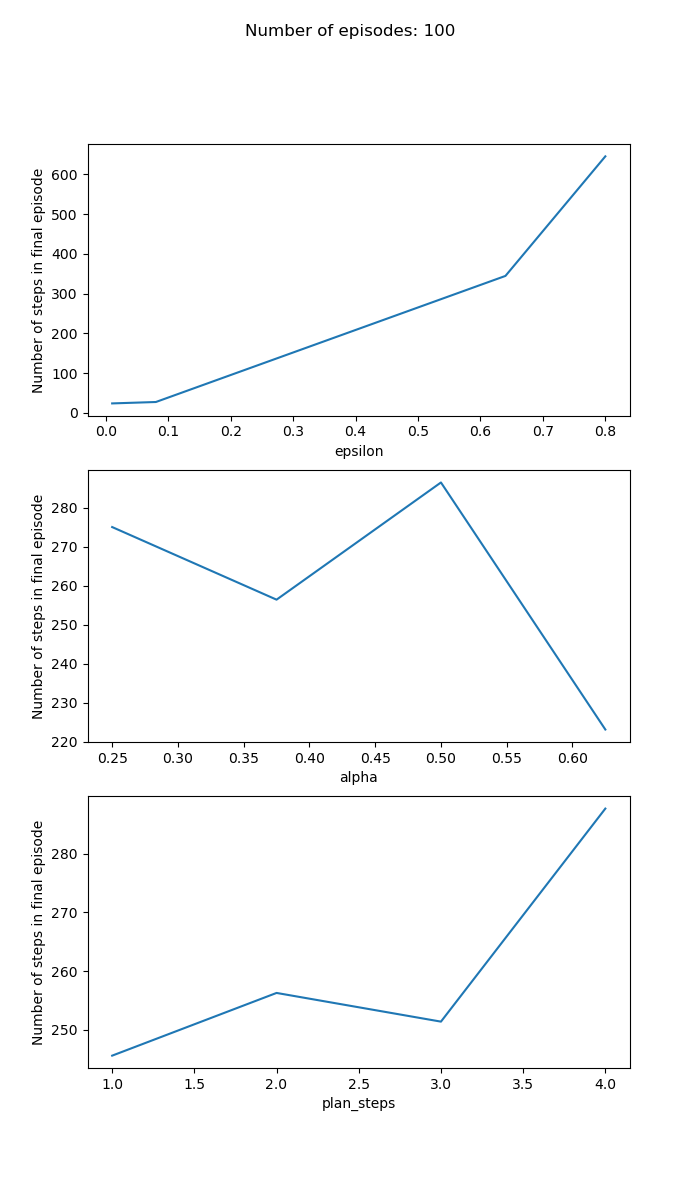 Number of episodes: 100
600
500
400
300
200
100
0
Number of steps in final episode
0.0 0.1 0.2 0.3 0.4 0.5 0.6 0.7 0.8
epsilon
280
270
260
250
240
230
220
Number of steps in final episode
0.25 0.30 0.35 0.40 0.45 0.50 0.55 0.60
alpha
280
270
260
250
Number of steps in final episode
1.0 1.5 2.0 2.5 3.0 3.5 4.0
plan_steps